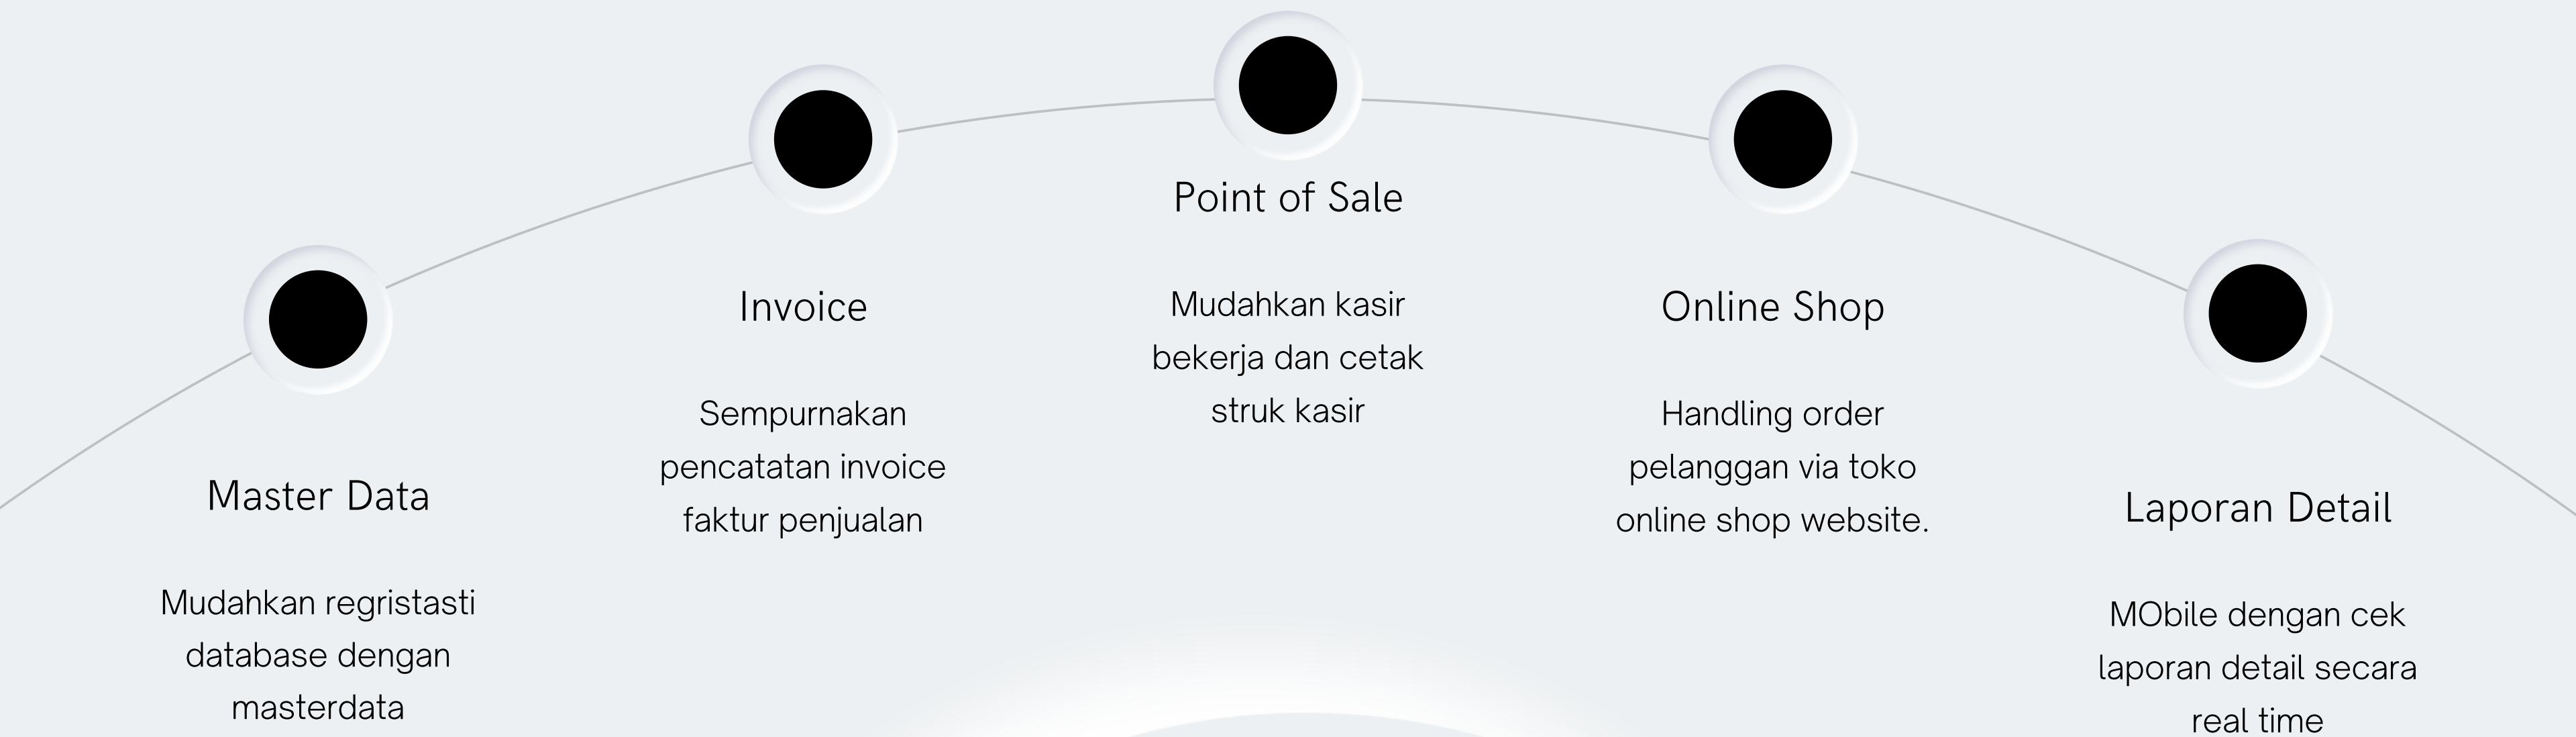 Master Data
Mudahkan regristasti
database dengan
masterdata
Invoice
Sempurnakan
pencatatan invoice
faktur penjualan
Point of Sale
Mudahkan kasir
bekerja dan cetak
struk kasir
Online Shop
Handling order
pelanggan via toko
online shop website.
Laporan Detail
MObile dengan cek
laporan detail secara
real time